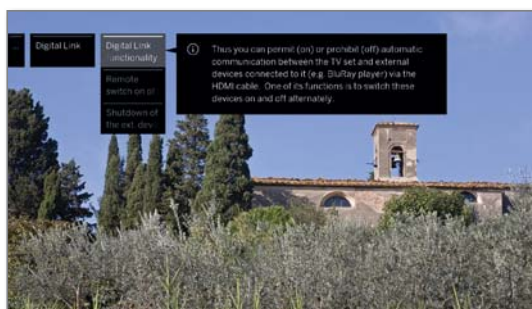 ...
Digital Link
Digital Link
functionality
Remote
switch on of
Shutdown of
the ext. dev
Thus you can permit (on) or prohibit (off) automatic
communication between the TV set and external
devices connected to it (e.g. BluRay player) via the
HDMI cable. One of its functions is to switch these
devices on and off alternately.